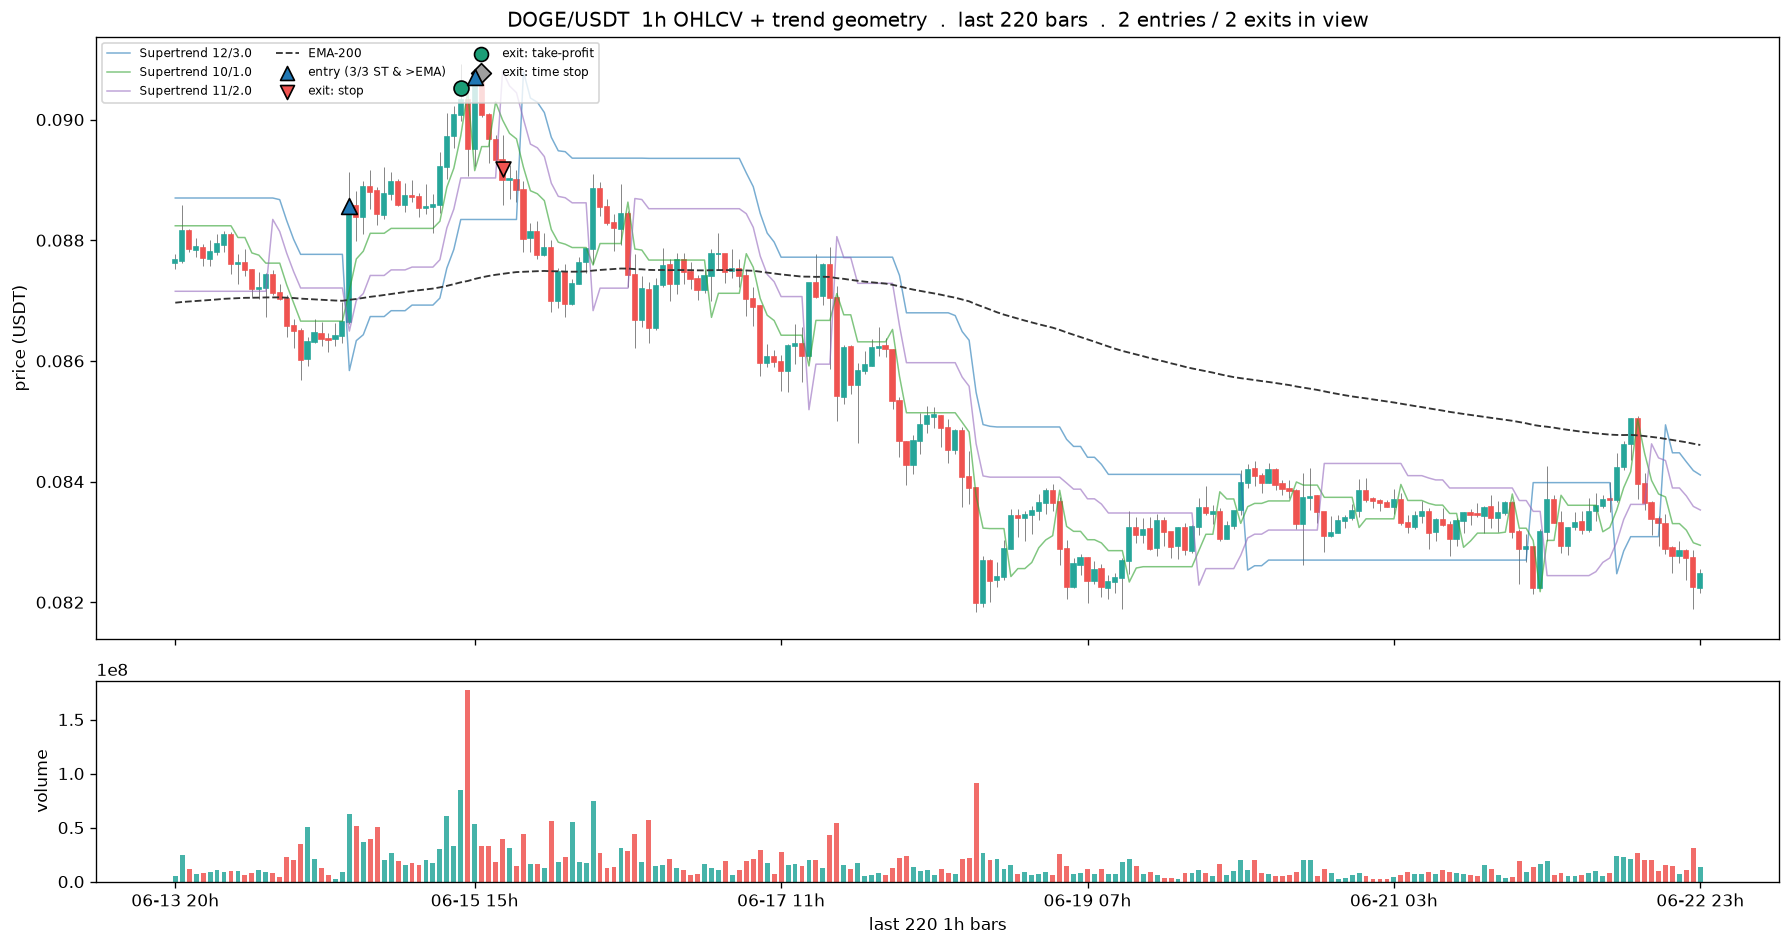 DOGE/USDT  1h OHLCV + trend geometry  .  last 220 bars  .  2 entries / 2 exits in view
Supertrend 12/3.0
Supertrend 10/1.0
Supertrend 11/2.0
EMA-200
entry (3/3 ST & >EMA)
exit: stop
exit: take-profit
exit: time stop
price (USDT)
0.090
0.088
0.086
0.084
0.082
1e8
volume
1.5
1.0
0.5
0.0
06-13 20h
06-15 15h
06-17 11h
06-19 07h
06-21 03h
06-22 23h
last 220 1h bars